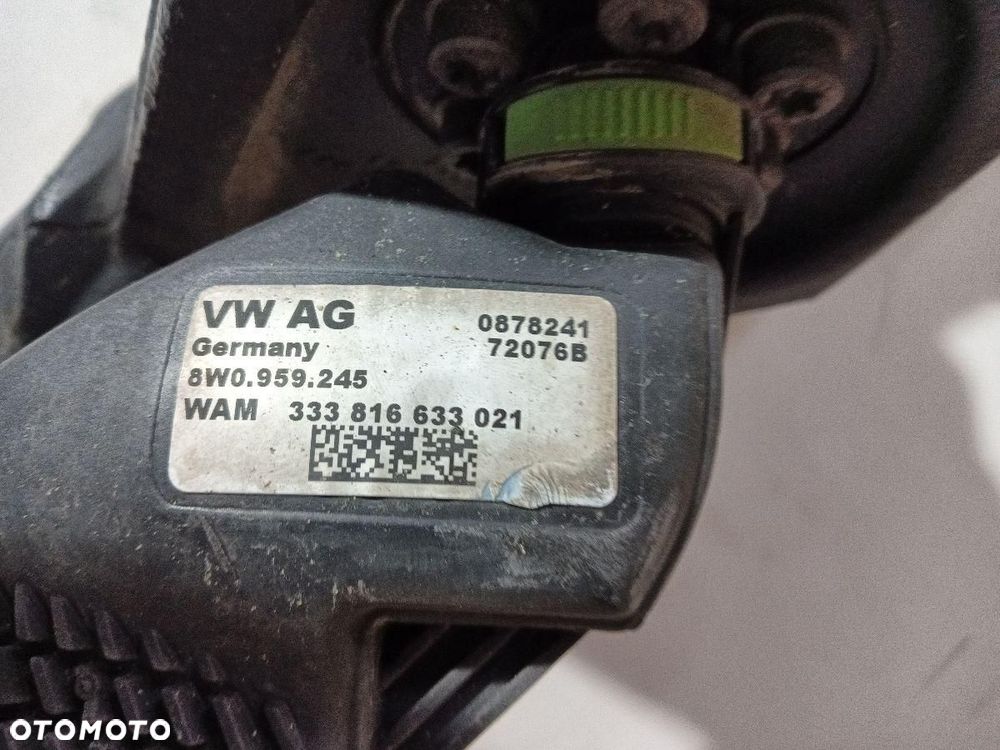 VW AG 0878241
Germany 72076B
8W0.959.245
WAM 333 816 633 021
OTOMOTO